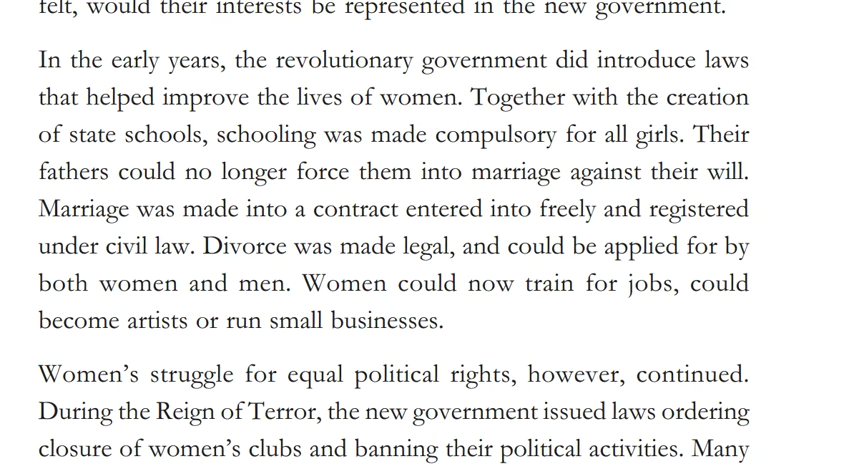 felt, would their interests be represented in the new government.
In the early years, the revolutionary government did introduce laws
that helped improve the lives of women. Together with the creation
of state schools, schooling was made compulsory for all girls. Their
fathers could no longer force them into marriage against their will.
Marriage was made into a contract entered into freely and registered
under civil law. Divorce was made legal, and could be applied for by
both women and men. Women could now train for jobs, could
become artists or run small businesses.
Women’s struggle for equal political rights, however, continued.
During the Reign of Terror, the new government issued laws ordering
closure of women’s clubs and banning their political activities. Many